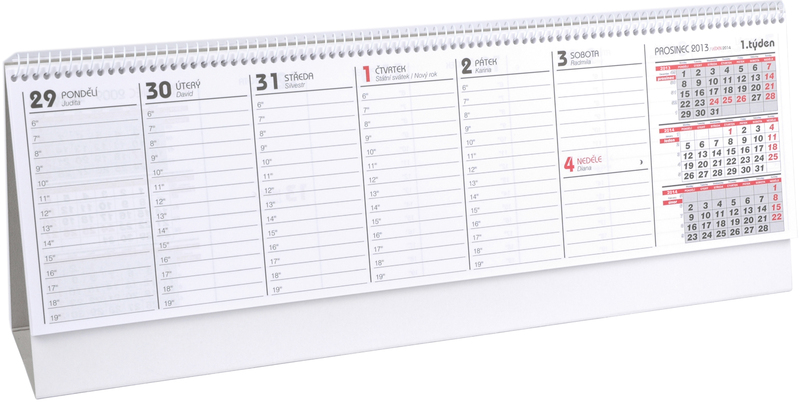 29 PONDĚLÍ
Judita
6°°
7°°
8°°
9°°
10°°
11°°
12°°
13°°
14°°
15°°
16°°
17°°
18°°
19°°
30 ÚTERÝ
David
6°°
7°°
8°°
9°°
10°°
11°°
12°°
13°°
14°°
15°°
16°°
17°°
18°°
19°°
31 STŘEDA
Silvestr
6°°
7°°
8°°
9°°
10°°
11°°
12°°
13°°
14°°
15°°
16°°
17°°
18°°
19°°
1 ČTVRTEK
Státní svátek / Nový rok
6°°
7°°
8°°
9°°
10°°
11°°
12°°
13°°
14°°
15°°
16°°
17°°
18°°
19°°
2 PÁTEK
Karina
6°°
7°°
8°°
9°°
10°°
11°°
12°°
13°°
14°°
15°°
16°°
17°°
18°°
19°°
3 SOBOTA
Radmila
4 NEDĚLE
Diana
PROSINEC 2013
1.týden
1 2 3 4 5 6 7
8 9 10 11 12 13 14
15 16 17 18 19 20 21
22 23 24 25 26 27 28
29 30 31
2014
1 2 3 4
5 6 7 8 9 10 11
12 13 14 15 16 17 18
19 20 21 22 23 24 25
26 27 28 29 30 31
2014
1
2 3 4 5 6 7 8
9 10 11 12 13 14 15
16 17 18 19 20 21 22
23 24 25 26 27 28